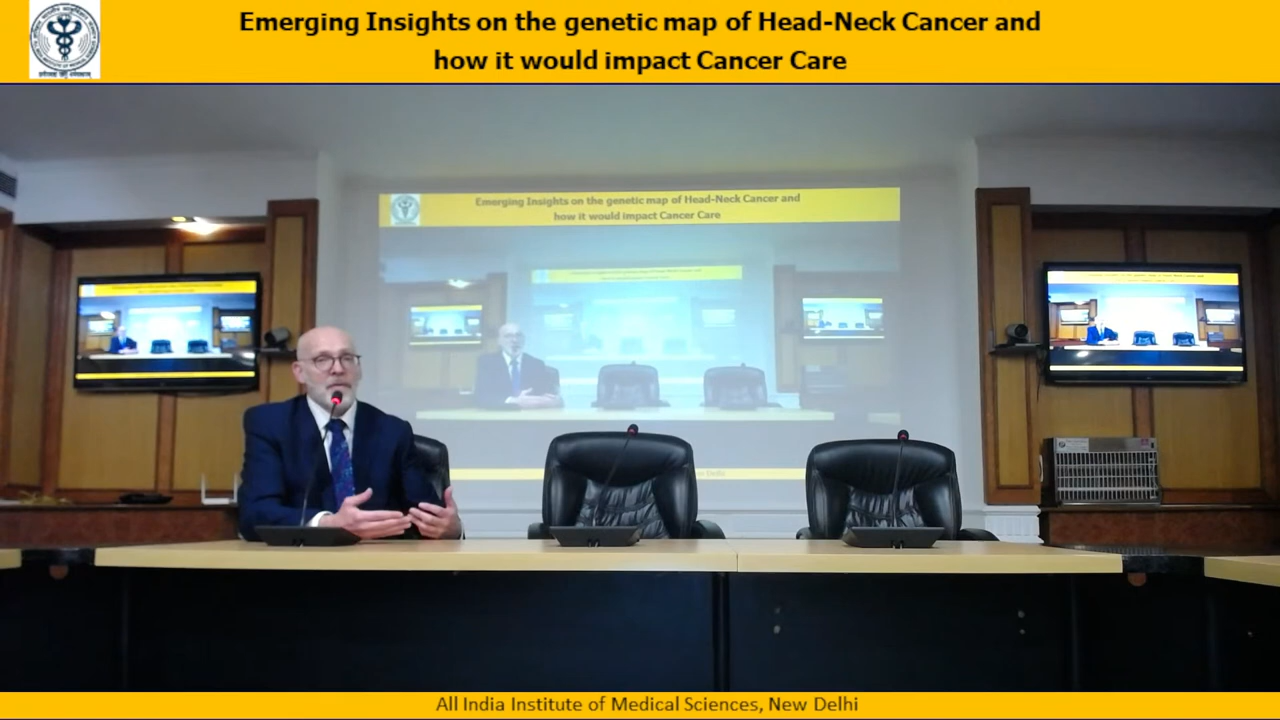 Emerging Insights on the genetic map of Head-Neck Cancer and
how it would impact Cancer Care
Emerging Insights on the genetic map of Head-Neck Cancer and
how it would impact Cancer Care
All India Institute of Medical Sciences, New Delhi